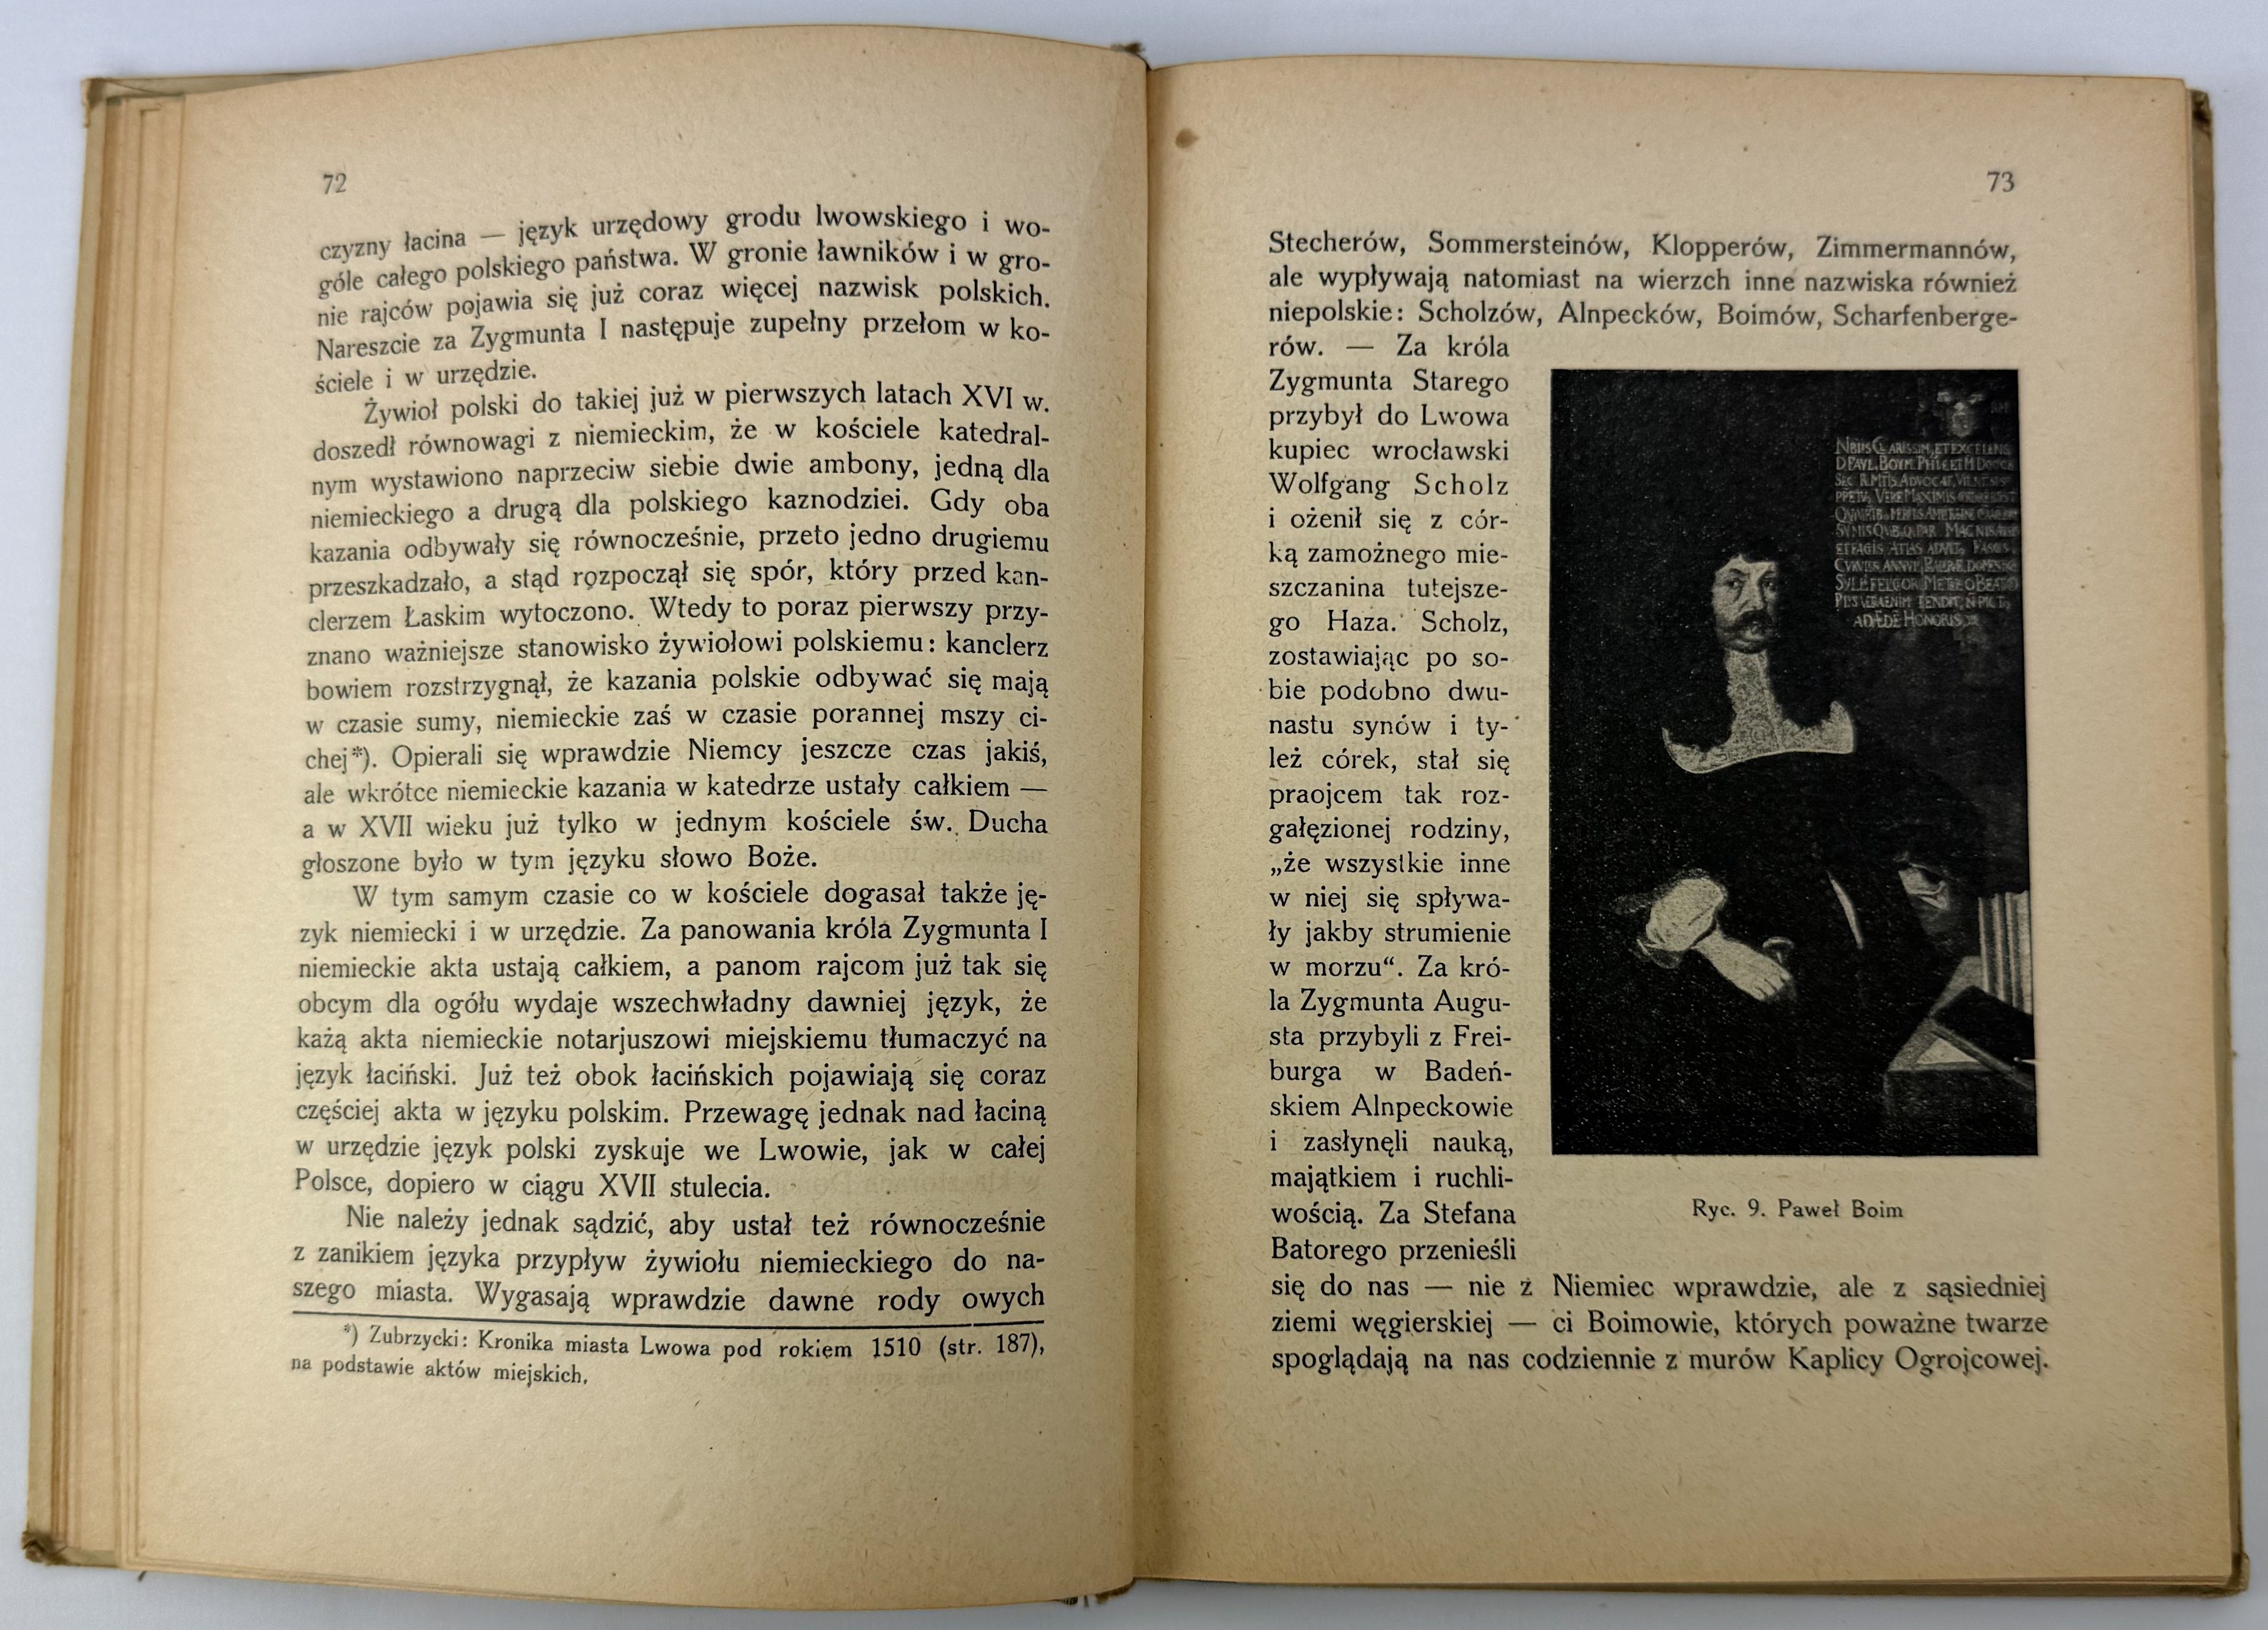 72
czyzny łacina — język urzędowy grodu lwowskiego i wo-
góle całego polskiego państwa. W gronie ławników i w gro-
nie rajców pojawia się już coraz więcej nazwisk polskich.
Nareszcie za Zygmunta I następuje zupełny przełom w ko-
ściele i w urzędzie.
Żywioł polski do takiej już w pierwszych latach XVI w.
doszedł równowagi z niemieckim, że w kościele katedral-
nym wystawiono naprzeciw siebie dwie ambony, jedną dla
niemieckiego a drugą dla polskiego kaznodziei. Gdy oba
kazania odbywały się równocześnie, przeto jedno drugiemu
przeszkadzało, a stąd rozpoczął się spór, który przed kan-
clerzem Łaskim wytoczono. Wtedy to poraz pierwszy przy-
znano ważniejsze stanowisko żywiołowi polskiemu: kanclerz
bowiem rozstrzygnął, że kazania polskie odbywać się mają
w czasie sumy, niemieckie zaś w czasie porannej mszy ci-
chej*). Opierali się wprawdzie Niemcy jeszcze czas jakiś,
ale wkrótce niemieckie kazania w katedrze ustały całkiem —
a w XVII wieku już tylko w jednym kościele św. Ducha
głoszone było w tym języku słowo Boże.
W tym samym czasie co w kościele dogasał także ję-
zyk niemiecki i w urzędzie. Za panowania króla Zygmunta I
niemieckie akta ustają całkiem, a panom rajcom już tak się
obcym dla ogółu wydaje wszechwładny dawniej język, że
każą akta niemieckie notarjuszowi miejskiemu tłumaczyć na
język łaciński. Już też obok łacińskich pojawiają się coraz
częściej akta w języku polskim. Przewagę jednak nad łaciną
w urzędzie język polski zyskuje we Lwowie, jak w całej
Polsce, dopiero w ciągu XVII stulecia.
Nie należy jednak sądzić, aby ustał też równocześnie
z zanikiem języka przypływ żywiołu niemieckiego do na-
szego miasta. Wygasają wprawdzie dawne rody owych
*) Zubrzycki: Kronika miasta Lwowa pod rokiem 1510 (str. 187),
na podstawie aktów miejskich.
73
Stecherów, Sommersteinów, Klopperów, Zimmermannów,
ale wypływają natomiast na wierzch inne nazwiska również
niepolskie: Scholzów, Alnpecków, Boimów, Scharfenberge-
rów. — Za króla
Zygmunta Starego
przybył do Lwowa
kupiec wrocławski
Wolfgang Scholz
i ożenił się z cór-
ką zamożnego mie-
szczanina tutejsze-
go Haza. Scholz,
zostawiając po so-
bie podobno dwu-
nastu synów i ty-
leż córek, stał się
praojcem tak roz-
gałęzionej rodziny,
„że wszystkie inne
w niej się spływa-
ły jakby strumienie
w morzu“. Za kró-
la Zygmunta Augu-
sta przybyli z Frei-
burga w Badeń-
skiem Alnpeckowie
i zasłynęli nauką,
majątkiem i ruchli-
wością. Za Stefana
Batorego przenieśli
się do nas — nie z Niemiec wprawdzie, ale z sąsiedniej
ziemi węgierskiej — ci Boimowie, których poważne twarze
spoglądają na nas codziennie z murów Kaplicy Ogrojcowej.
D PAVL. BOYM PHILE ET M
ADVOCAT.
MAGNIS
HONORIS
Ryc. 9. Paweł Boim